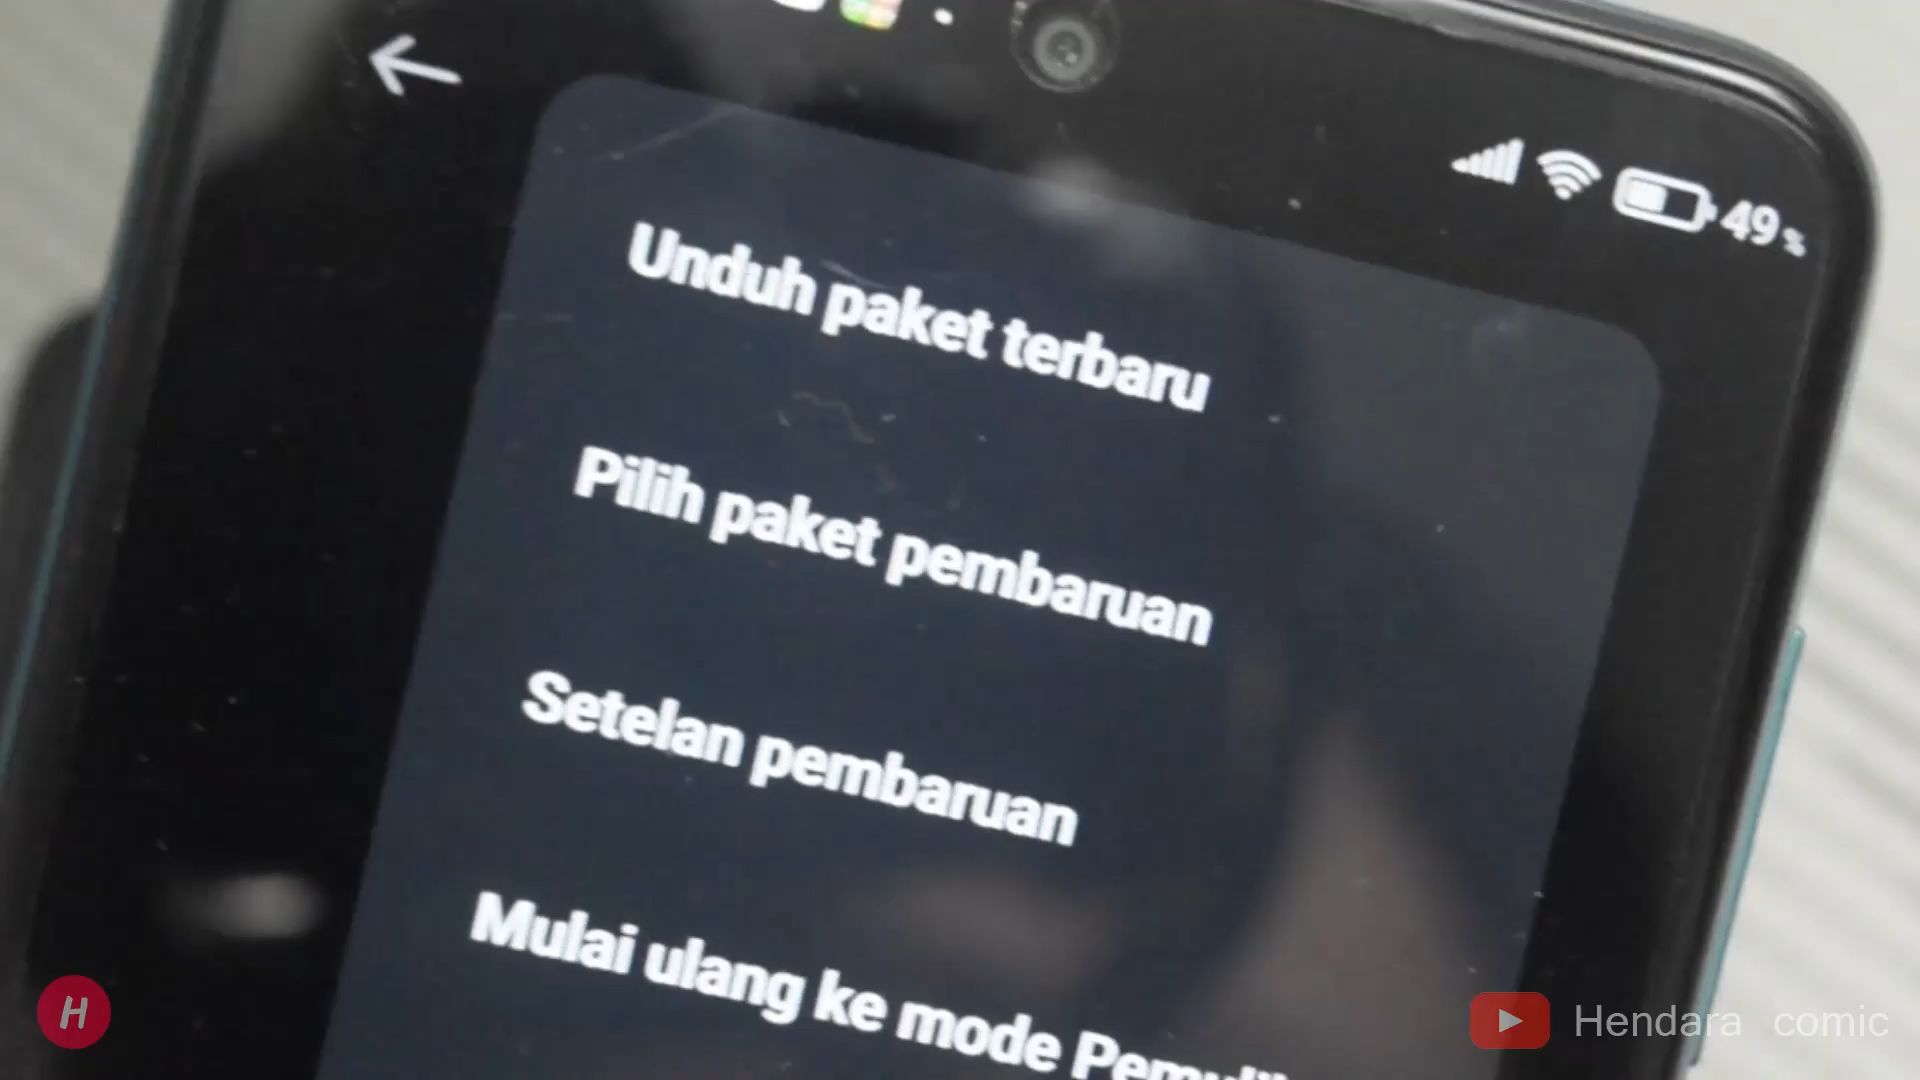 49%
Unduh paket terbaru
Pilih paket pembaruan
Setelan pembaruan
Mulai ulang ke mode
H
Hendara comic